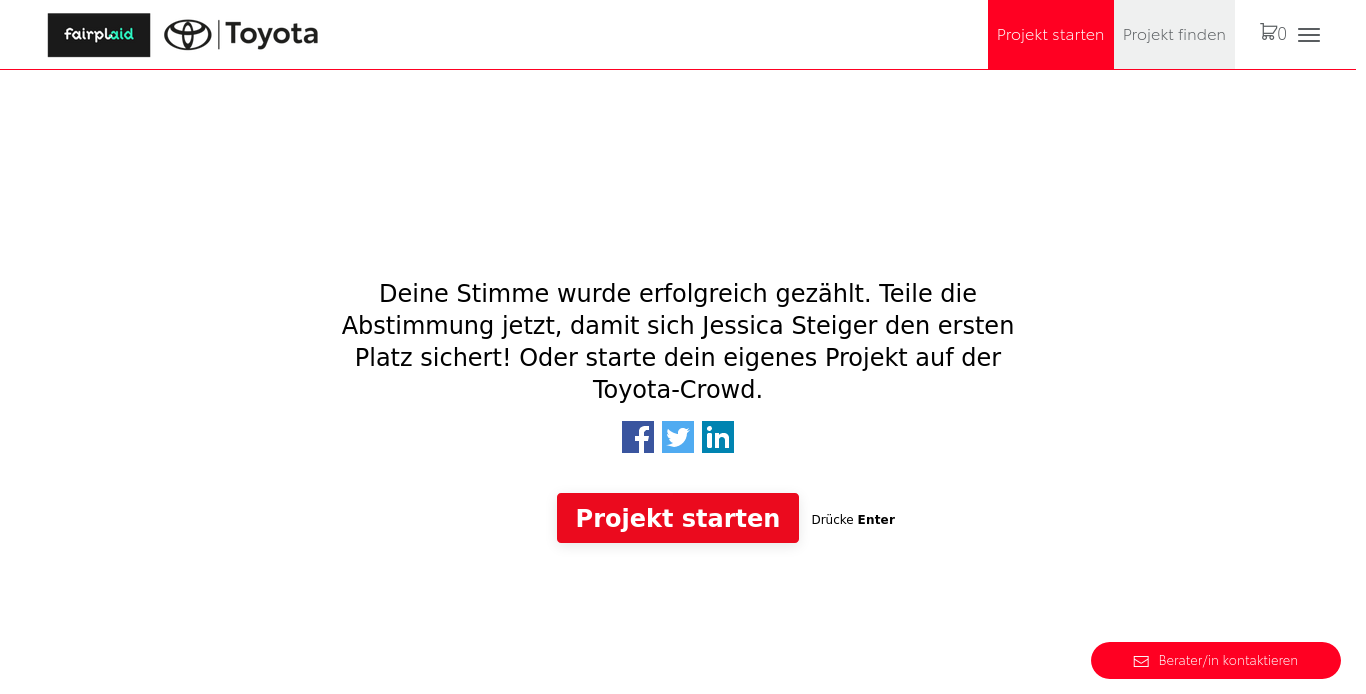 fairplaid Toyota Projekt starten Projekt finden 0
Deine Stimme wurde erfolgreich gezählt. Teile die
Abstimmung jetzt, damit sich Jessica Steiger den ersten
Platz sichert! Oder starte dein eigenes Projekt auf der
Toyota-Crowd.
Projekt starten Drücke Enter
Berater/in kontaktieren